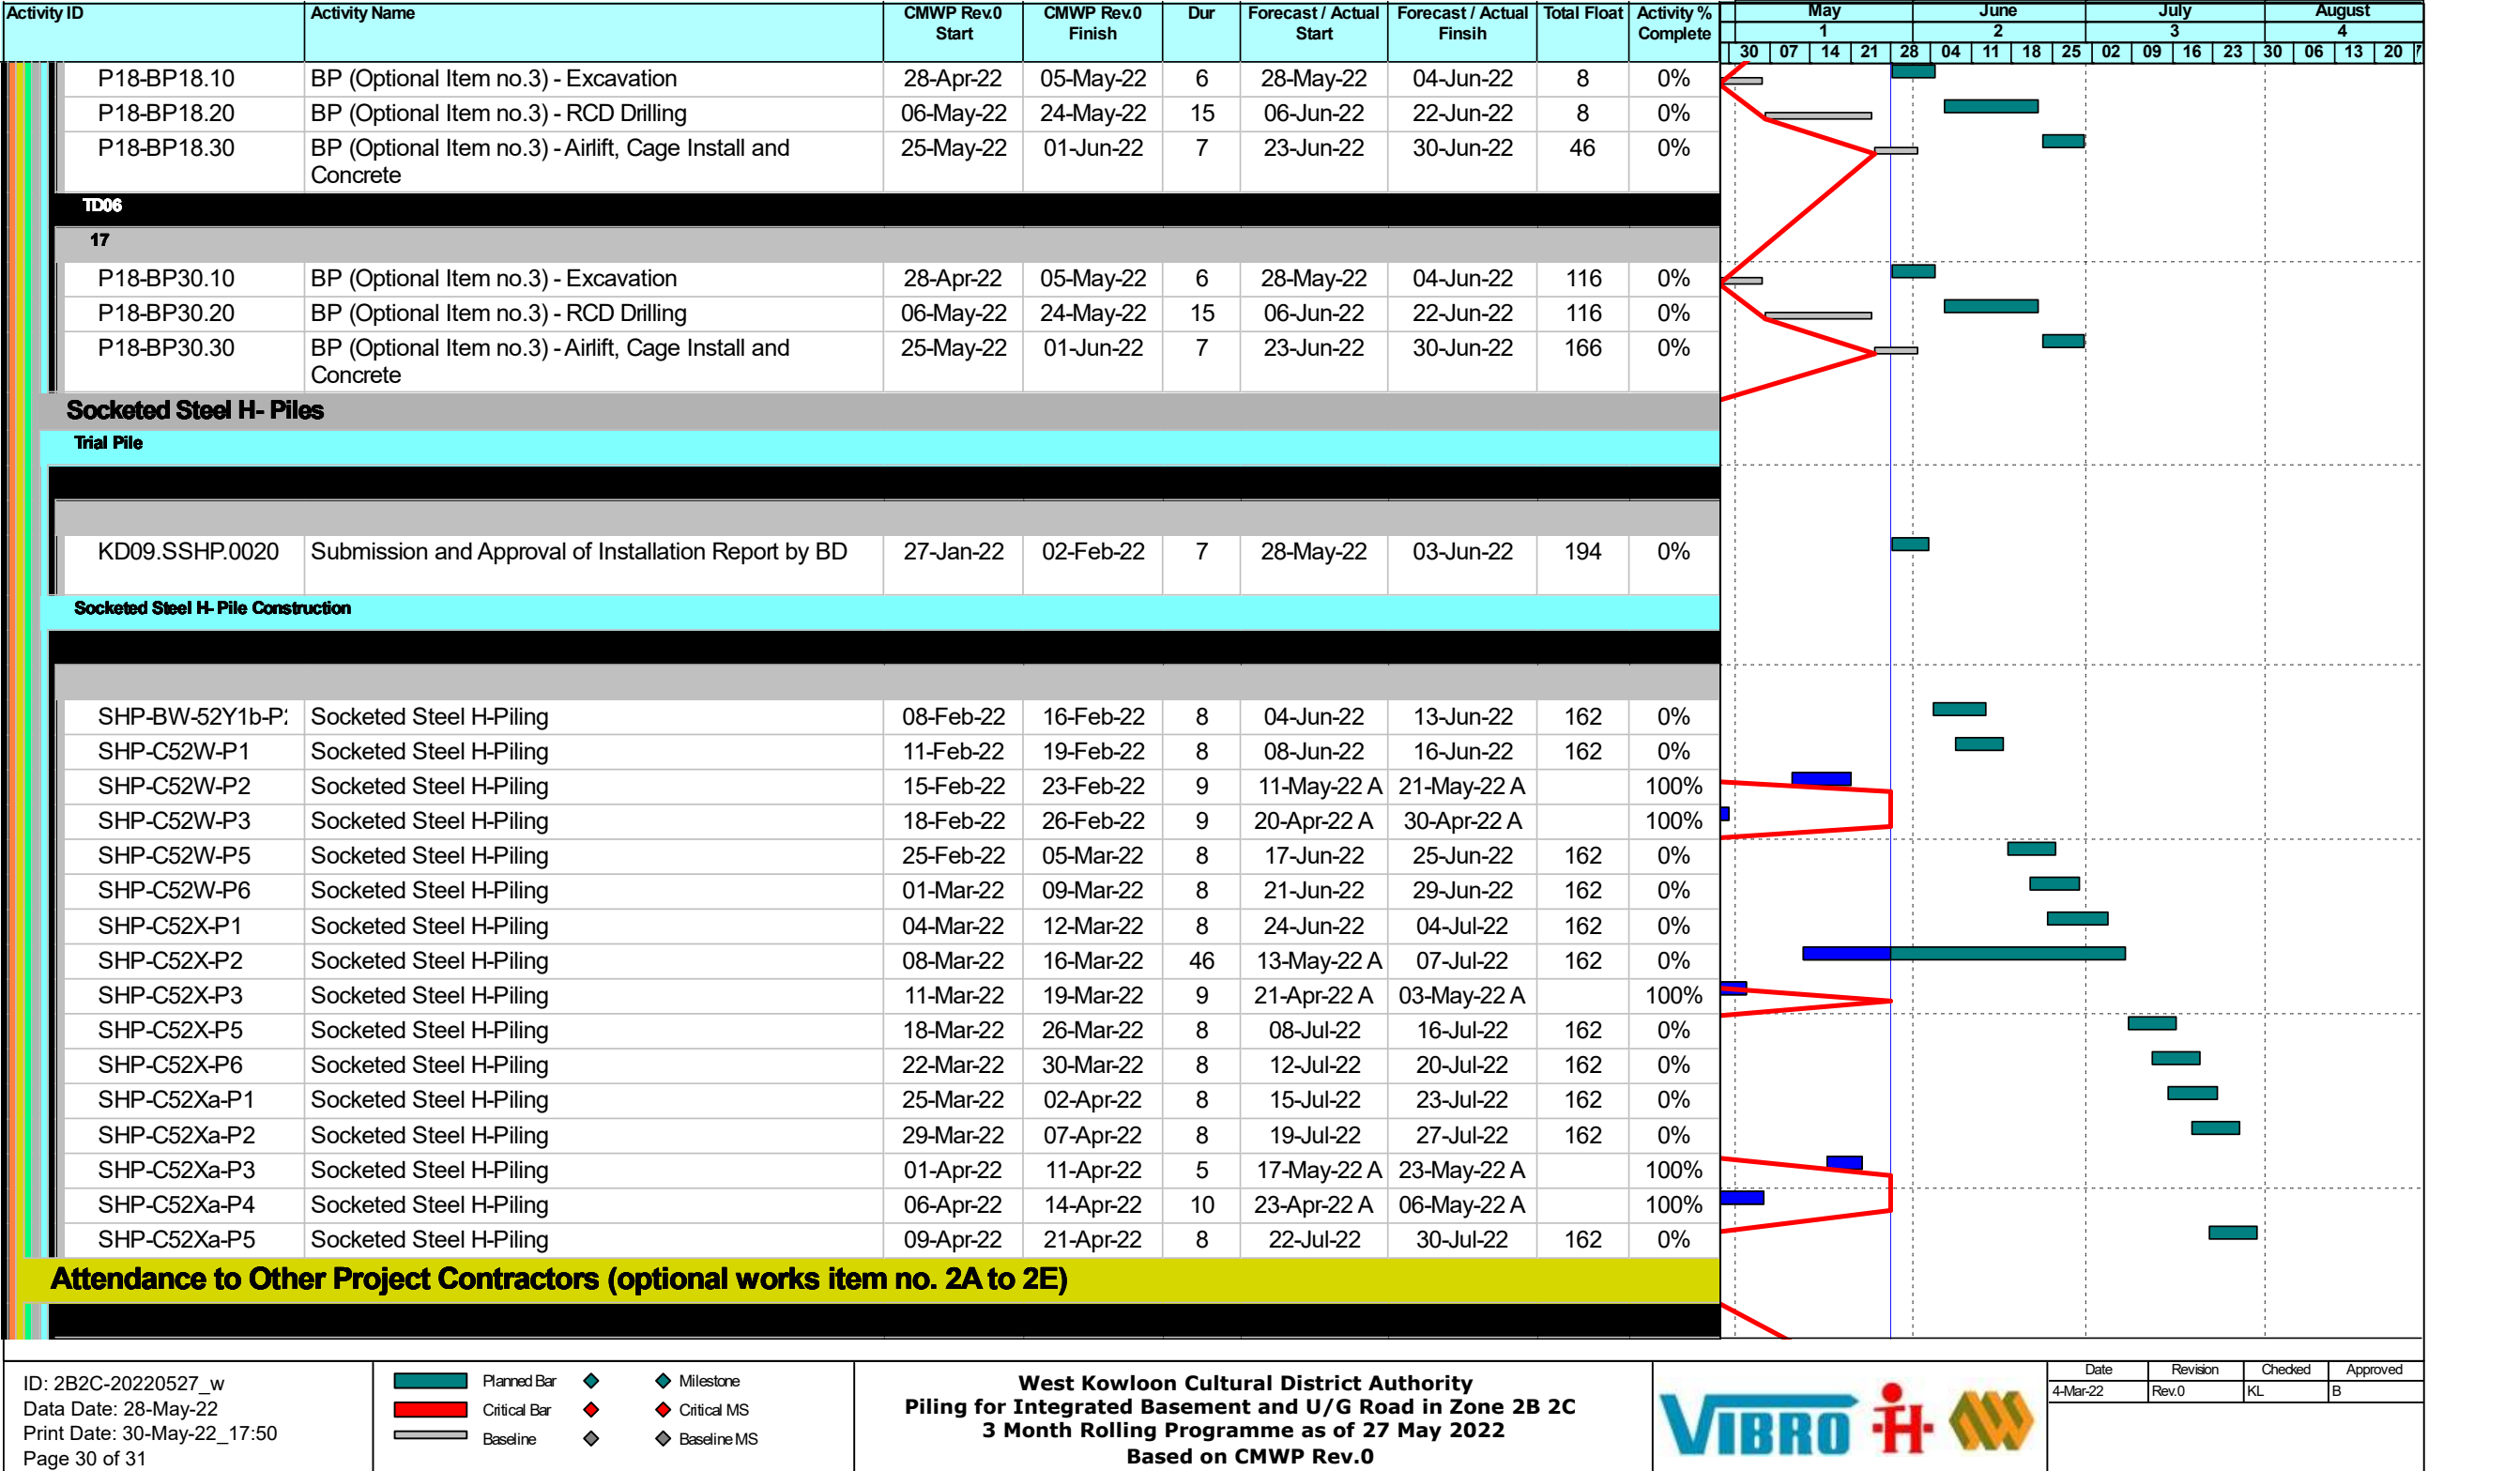 Activity ID Activity Name CMWP Rev.0 Start CMWP Rev.0 Finish Dur Forecast / Actual Start Forecast / Actual Finsih Total Float Activity % Complete
May June July August
1 2 3 4
30 07 14 21 28 04 11 18 25 02 09 16 23 30 06 13 20
P18-BP18.10 BP (Optional Item no.3) - Excavation 28-Apr-22 05-May-22 6 28-May-22 04-Jun-22 8 0%
P18-BP18.20 BP (Optional Item no.3) - RCD Drilling 06-May-22 24-May-22 15 06-Jun-22 22-Jun-22 8 0%
P18-BP18.30 BP (Optional Item no.3) - Airlift, Cage Install and 25-May-22 01-Jun-22 7 23-Jun-22 30-Jun-22 46 0%
Concrete
TD06
17
P18-BP30.10 BP (Optional Item no.3) - Excavation 28-Apr-22 05-May-22 6 28-May-22 04-Jun-22 116 0%
P18-BP30.20 BP (Optional Item no.3) - RCD Drilling 06-May-22 24-May-22 15 06-Jun-22 22-Jun-22 116 0%
P18-BP30.30 BP (Optional Item no.3) - Airlift, Cage Install and 25-May-22 01-Jun-22 7 23-Jun-22 30-Jun-22 166 0%
Concrete
Socketed Steel H- Piles
Trial Pile
KD09.SSHP.0020 Submission and Approval of Installation Report by BD 27-Jan-22 02-Feb-22 7 28-May-22 03-Jun-22 194 0%
Socketed Steel H- Pile Construction
SHP-BW-52Y1b-P Socketed Steel H-Piling 08-Feb-22 16-Feb-22 8 04-Jun-22 13-Jun-22 162 0%
SHP-C52W-P1 Socketed Steel H-Piling 11-Feb-22 19-Feb-22 8 08-Jun-22 16-Jun-22 162 0%
SHP-C52W-P2 Socketed Steel H-Piling 15-Feb-22 23-Feb-22 9 11-May-22 A 21-May-22 A 100%
SHP-C52W-P3 Socketed Steel H-Piling 18-Feb-22 26-Feb-22 9 20-Apr-22 A 30-Apr-22 A 100%
SHP-C52W-P5 Socketed Steel H-Piling 25-Feb-22 05-Mar-22 8 17-Jun-22 25-Jun-22 162 0%
SHP-C52W-P6 Socketed Steel H-Piling 01-Mar-22 09-Mar-22 8 21-Jun-22 29-Jun-22 162 0%
SHP-C52X-P1 Socketed Steel H-Piling 04-Mar-22 12-Mar-22 8 24-Jun-22 04-Jul-22 162 0%
SHP-C52X-P2 Socketed Steel H-Piling 08-Mar-22 16-Mar-22 46 13-May-22 A 07-Jul-22 162 0%
SHP-C52X-P3 Socketed Steel H-Piling 11-Mar-22 19-Mar-22 9 21-Apr-22 A 03-May-22 A 100%
SHP-C52X-P5 Socketed Steel H-Piling 18-Mar-22 26-Mar-22 8 08-Jul-22 16-Jul-22 162 0%
SHP-C52X-P6 Socketed Steel H-Piling 22-Mar-22 30-Mar-22 8 12-Jul-22 20-Jul-22 162 0%
SHP-C52Xa-P1 Socketed Steel H-Piling 25-Mar-22 02-Apr-22 8 15-Jul-22 23-Jul-22 162 0%
SHP-C52Xa-P2 Socketed Steel H-Piling 29-Mar-22 07-Apr-22 8 19-Jul-22 27-Jul-22 162 0%
SHP-C52Xa-P3 Socketed Steel H-Piling 01-Apr-22 11-Apr-22 5 17-May-22 A 23-May-22 A 100%
SHP-C52Xa-P4 Socketed Steel H-Piling 06-Apr-22 14-Apr-22 10 23-Apr-22 A 06-May-22 A 100%
SHP-C52Xa-P5 Socketed Steel H-Piling 09-Apr-22 21-Apr-22 8 22-Jul-22 30-Jul-22 162 0%
Attendance to Other Project Contractors (optional works item no. 2A to 2E)
ID: 2B2C-20220527_w
Data Date: 28-May-22
Print Date: 30-May-22_17:50
Page 30 of 31
Planned Bar Milestone
Critical Bar Critical MS
Baseline Baseline MS
West Kowloon Cultural District Authority
Piling for Integrated Basement and U/G Road in Zone 2B 2C
3 Month Rolling Programme as of 27 May 2022
Based on CMWP Rev.0
VIBRO
Date Revision Checked Approved
4-Mar-22 Rev.0 KL B